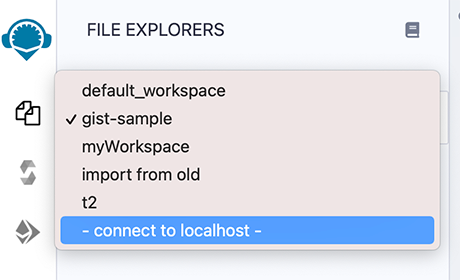 FILE EXPLORERS
default_workspace
✓ gist-sample
myWorkspace
import from old
t2
- connect to localhost -